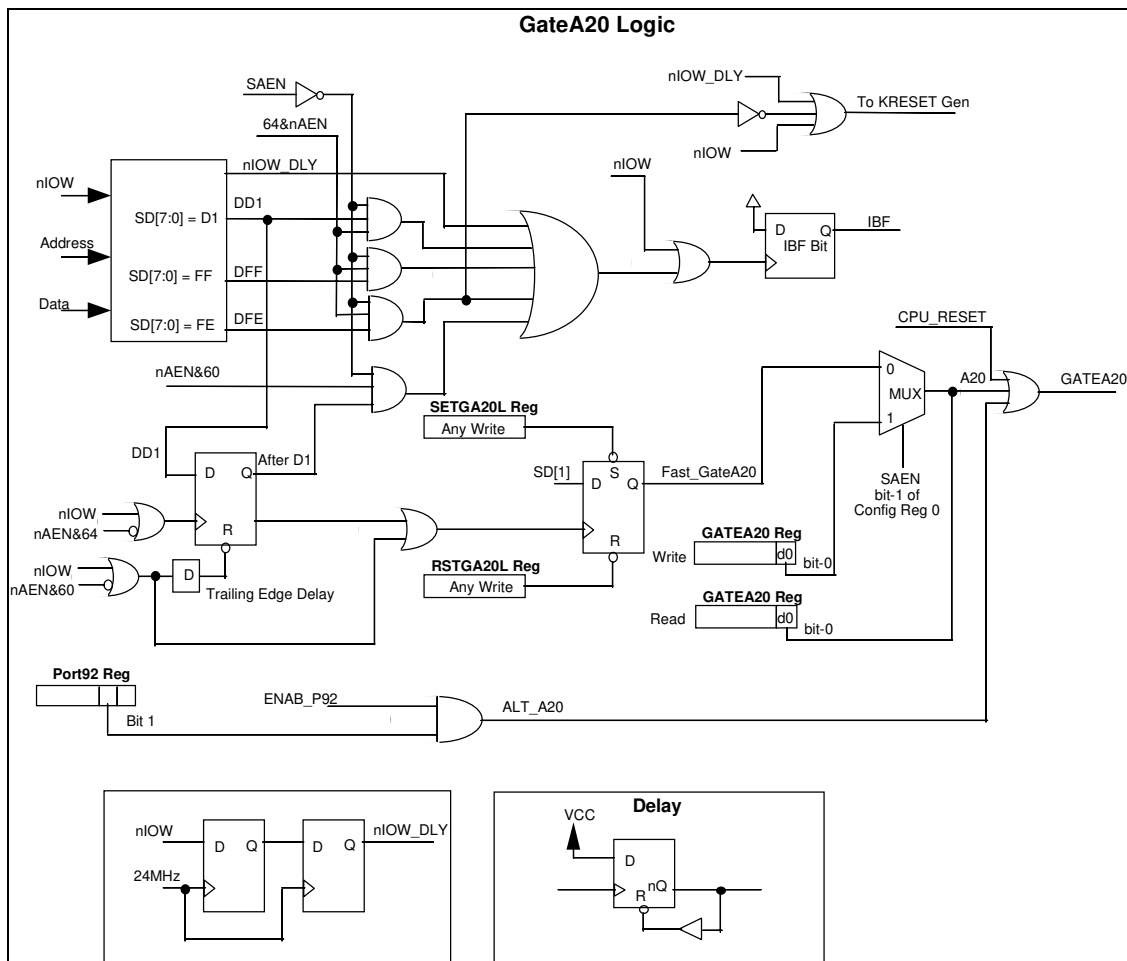 GateA20 Logic
SAEN
64&nAEN
nIOW_DLY
To KRESET Gen
nIOW
nIOW_DLY
nIOW
nIOW
SD[7:0] = D1
DD1
Address
SD[7:0] = FF
DFF
Data
SD[7:0] = FE
DFE
D
Q
IBF
IBF Bit
CPU_RESET
nAEN&60
0
MUX
1
A20
GATEA20
SETGA20L Reg
Any Write
DD1
D
Q
After D1
R
SD[1]
S
D
Q
R
Fast_GateA20
SAEN
bit-1 of
Config Reg 0
nIOW
nAEN&64
nIOW
nAEN&60
D
Trailing Edge Delay
RSTGA20L Reg
Any Write
GATEA20 Reg
Write
d0
bit-0
GATEA20 Reg
Read
d0
bit-0
Port92 Reg
Bit 1
ENAB_P92
ALT_A20
nIOW
D
Q
D
Q
nIOW_DLY
24MHz
Delay
VCC
D
nQ
R